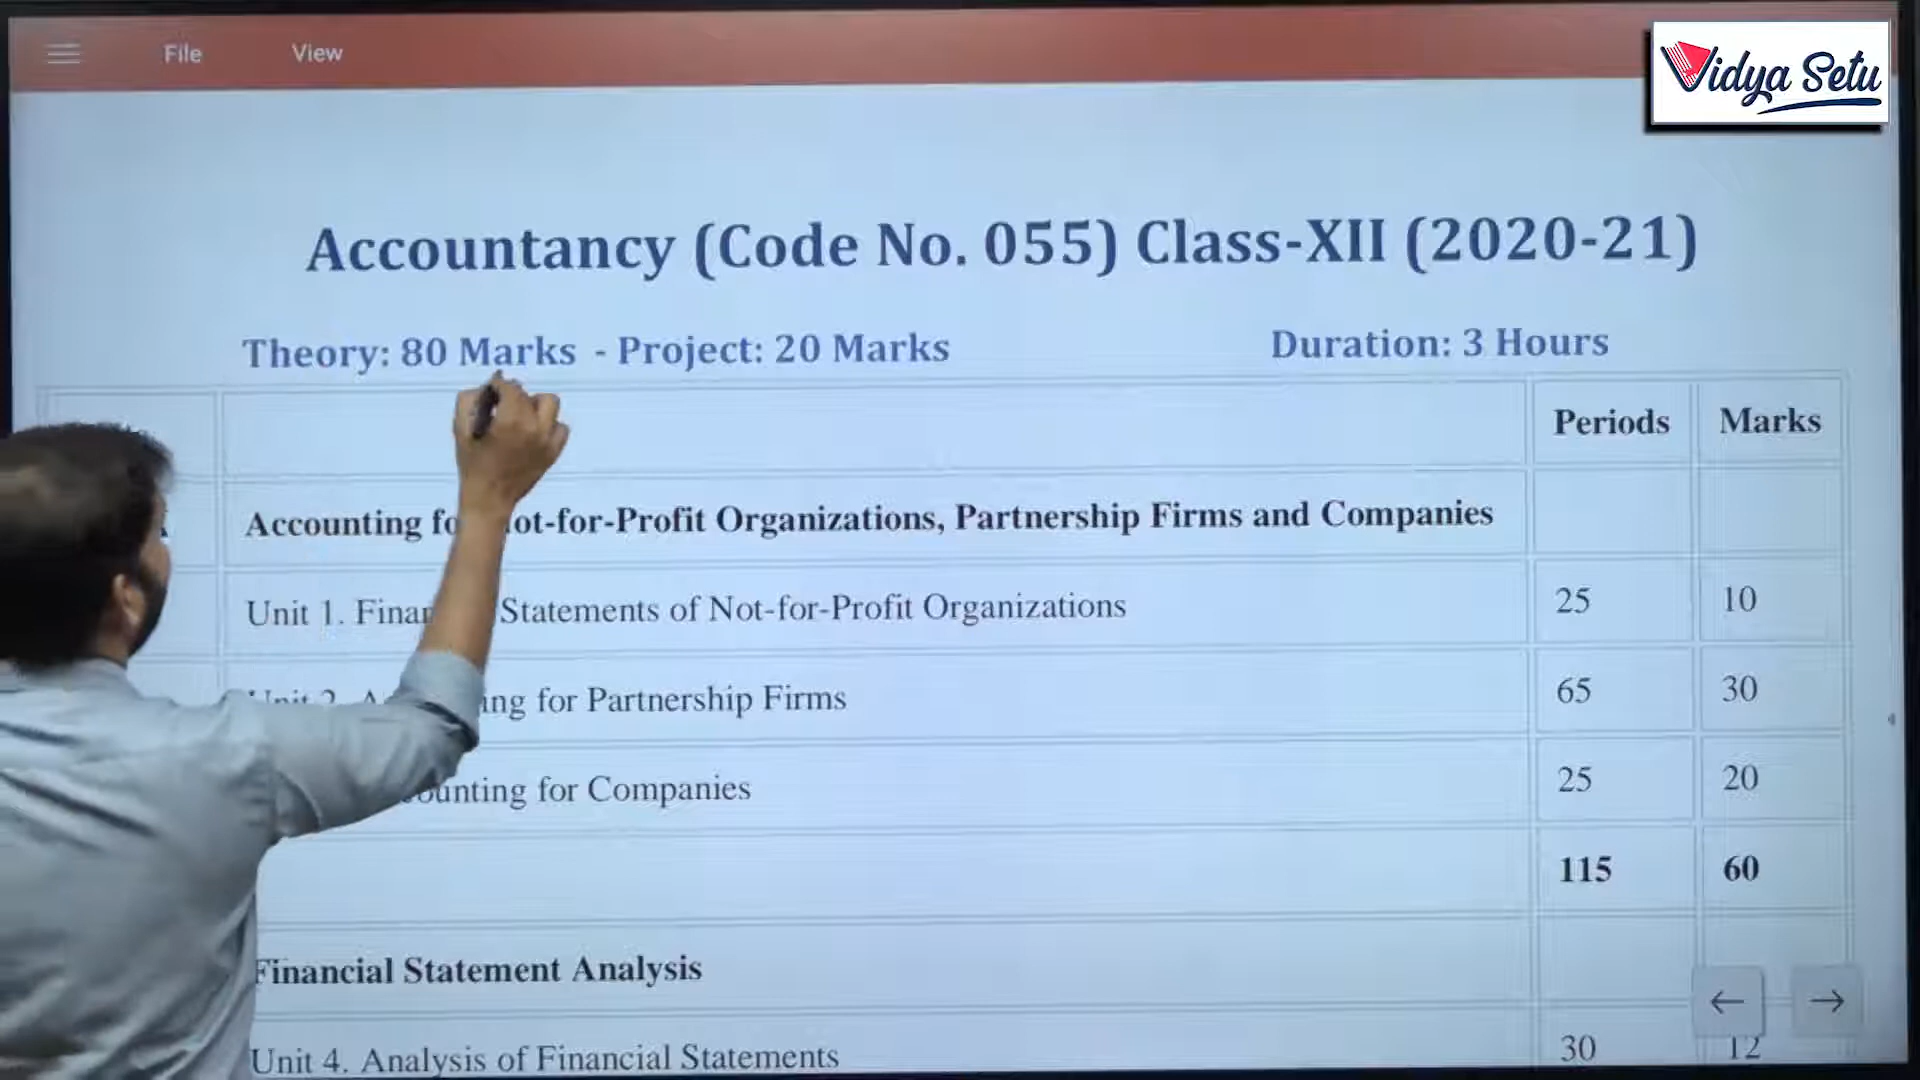 File View
Vidya Setu
Accountancy (Code No. 055) Class-XII (2020-21)
Theory: 80 Marks - Project: 20 Marks Duration: 3 Hours
Periods Marks
Accounting ot-for-Profit Organizations, Partnership Firms and Companies
Unit 1. Statements of Not-for-Profit Organizations 25 10
ing for Partnership Firms 65 30
ounting for Companies 25 20
115 60
Financial Statement Analysis
Unit 4. Analysis of Financial Statements 30 12